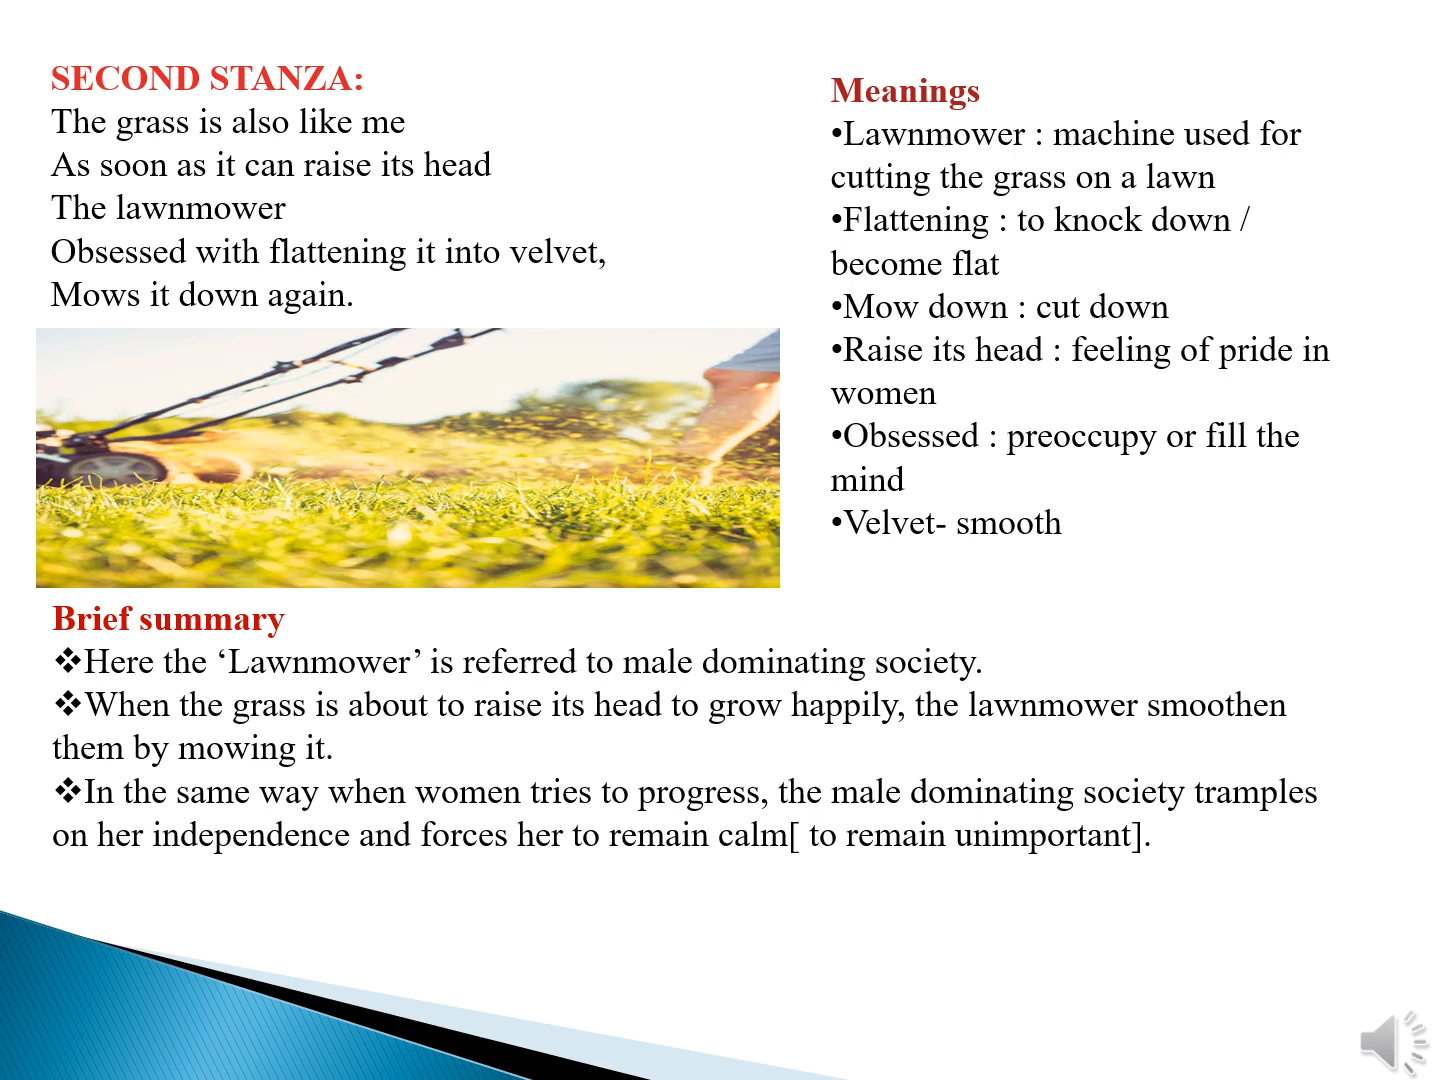 SECOND STANZA:
The grass is also like me
As soon as it can raise its head
The lawnmower
Obsessed with flattening it into velvet,
Mows it down again.
Meanings
•Lawnmower : machine used for
cutting the grass on a lawn
•Flattening : to knock down /
become flat
•Mow down : cut down
•Raise its head : feeling of pride in
women
•Obsessed : preoccupy or fill the
mind
•Velvet- smooth
Brief summary
❖Here the ‘Lawnmower’ is referred to male dominating society.
❖When the grass is about to raise its head to grow happily, the lawnmower smoothen
them by mowing it.
❖In the same way when women tries to progress, the male dominating society tramples
on her independence and forces her to remain calm[ to remain unimportant].